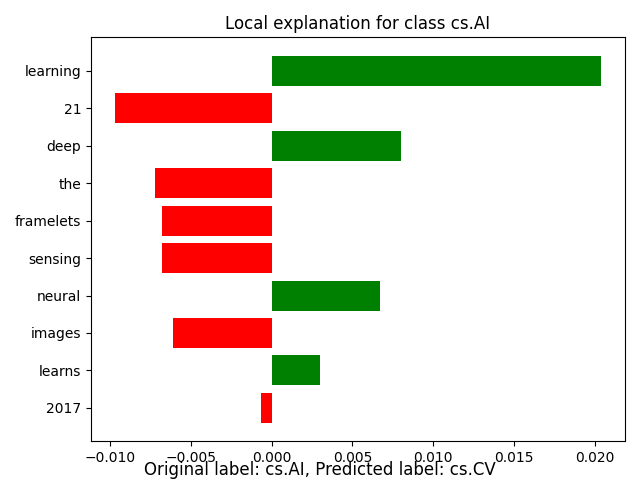 Local explanation for class cs.AI
learning
21
deep
the
framelets
sensing
neural
images
learns
2017
−0.010 −0.005 0.000 0.005 0.010 0.015 0.020
Original label: cs.AI, Predicted label: cs.CV